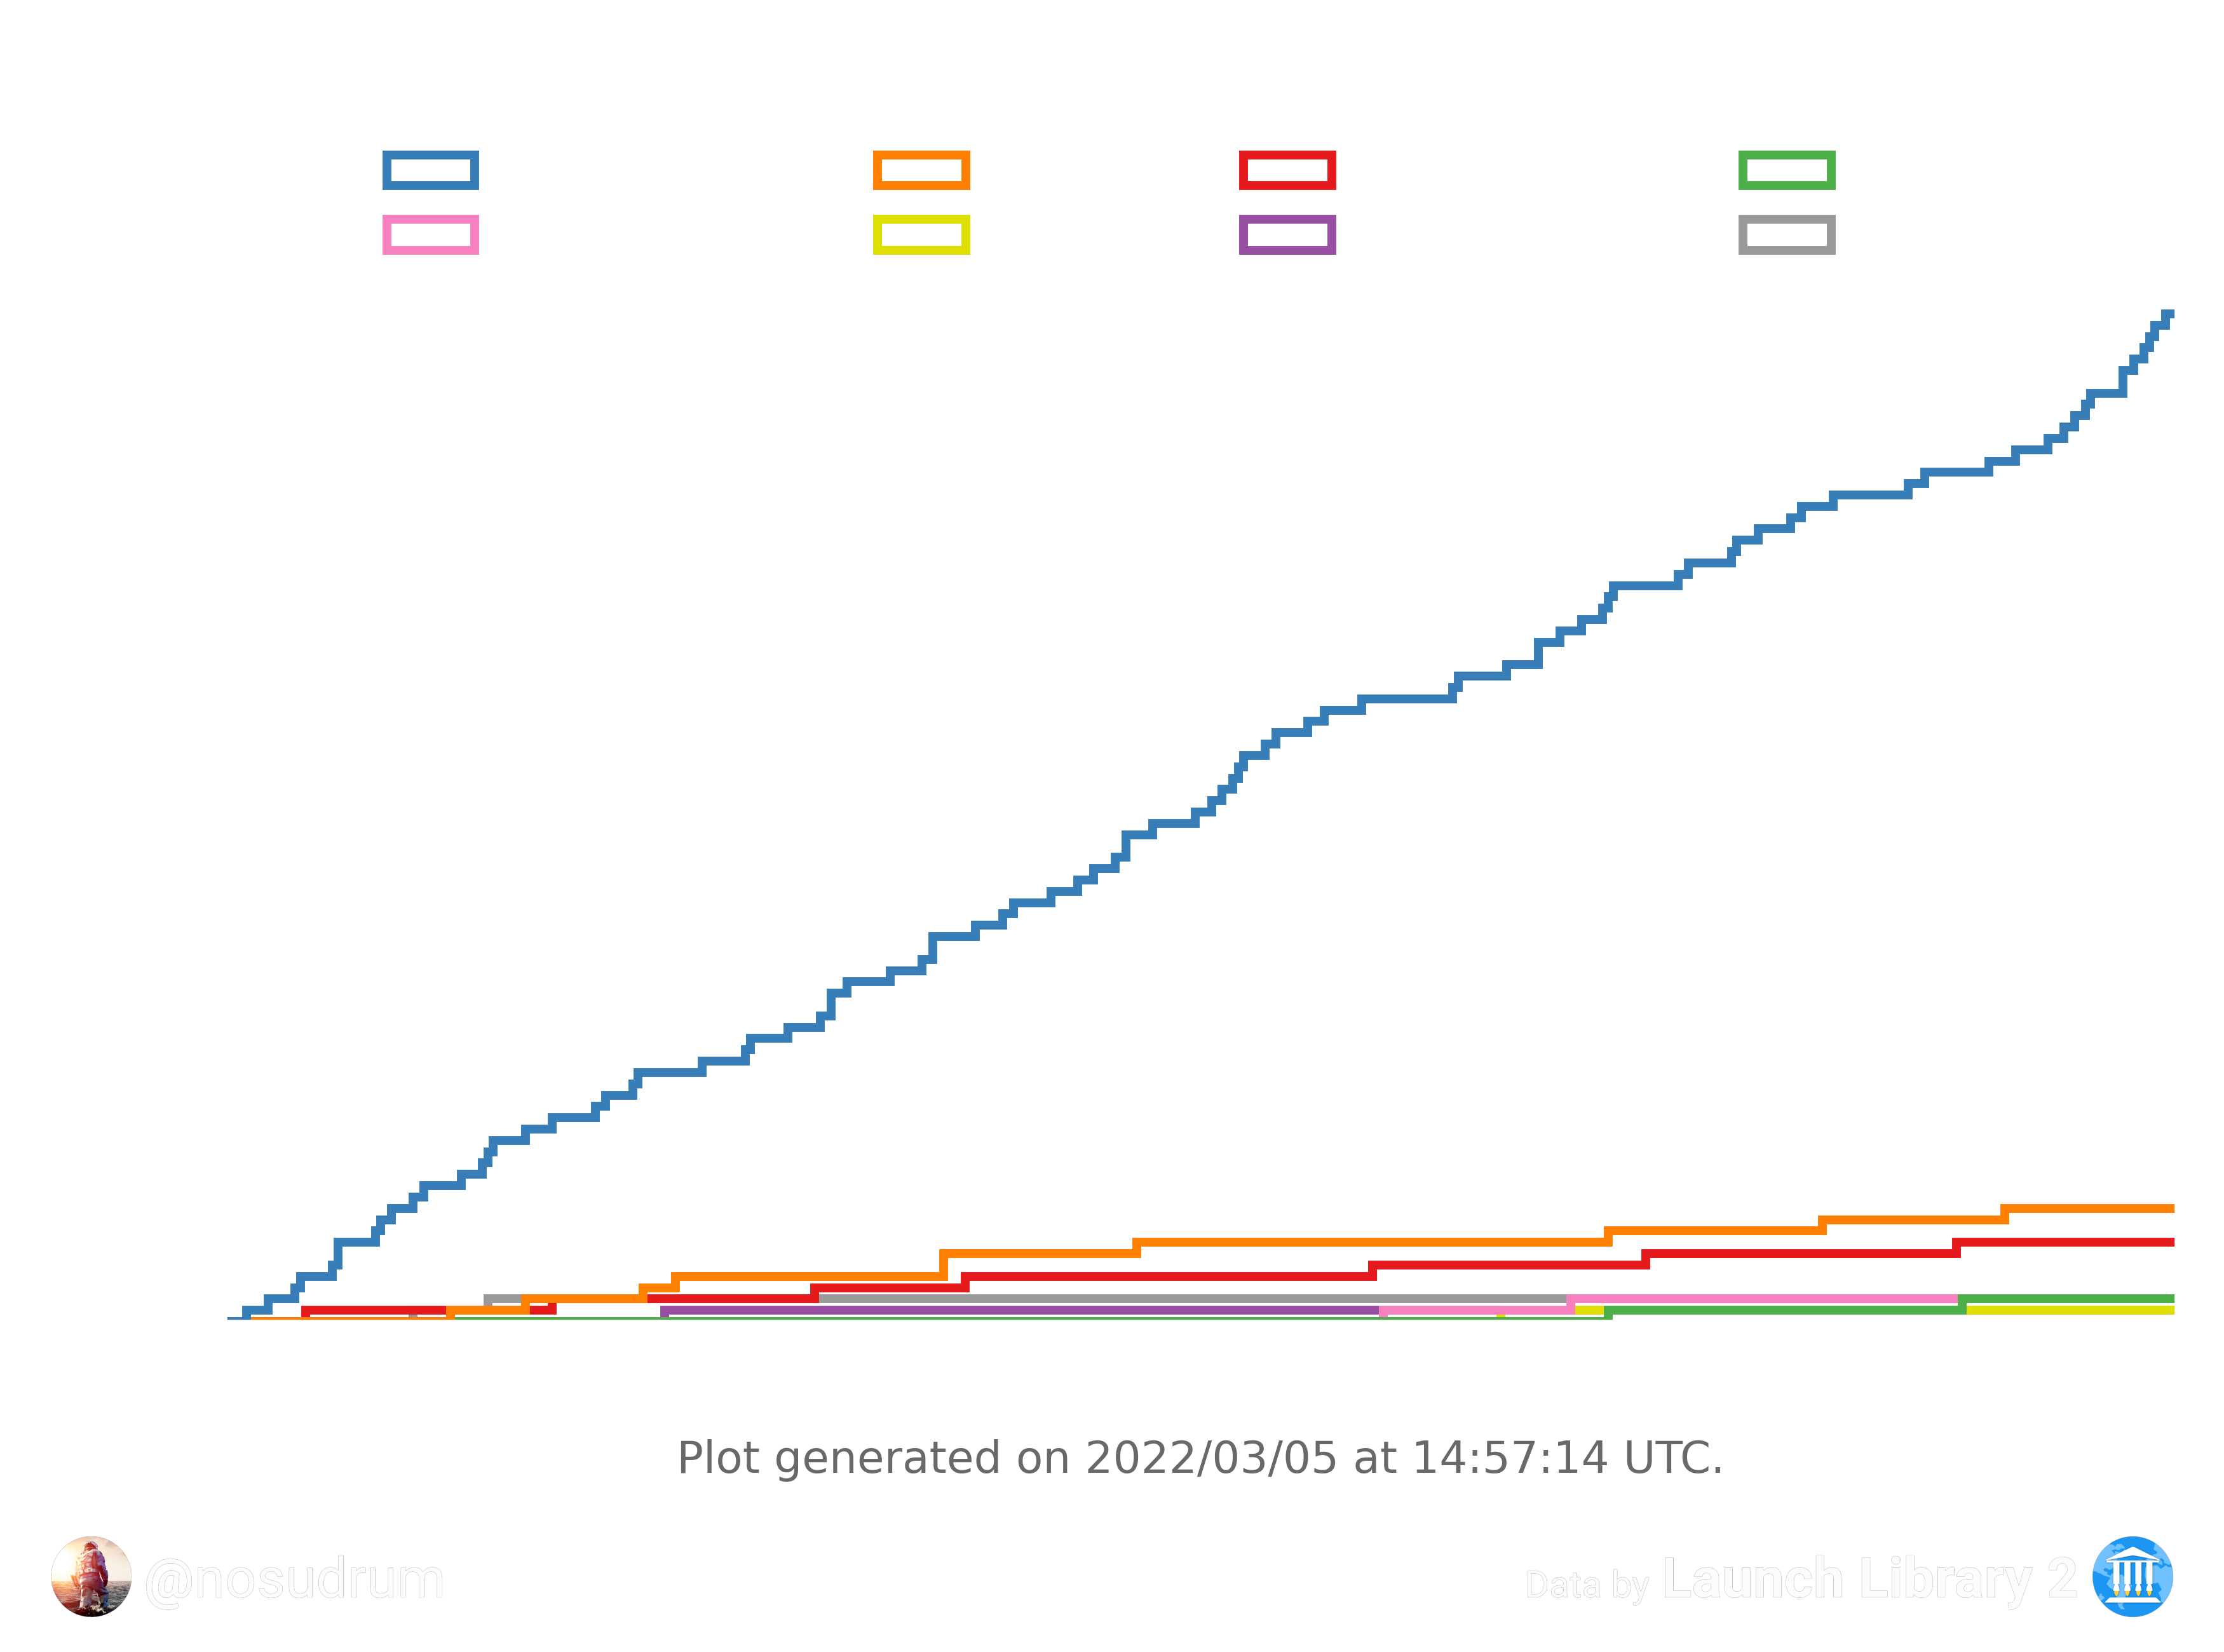 Plot generated on 2022/03/05 at 14:57:14 UTC.
@nosudrum
Data by Launch Library 2